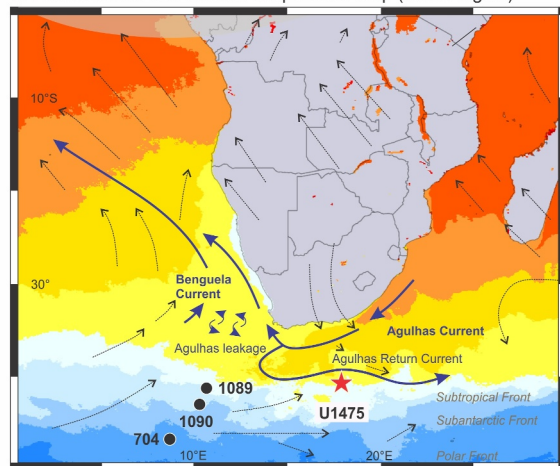 10°S
30°
Benguela
Current
Agulhas leakage
Agulhas Current
Agulhas Return Current
1089
1090
704
U1475
Subtropical Front
Subantarctic Front
Polar Front
10°E
20°E